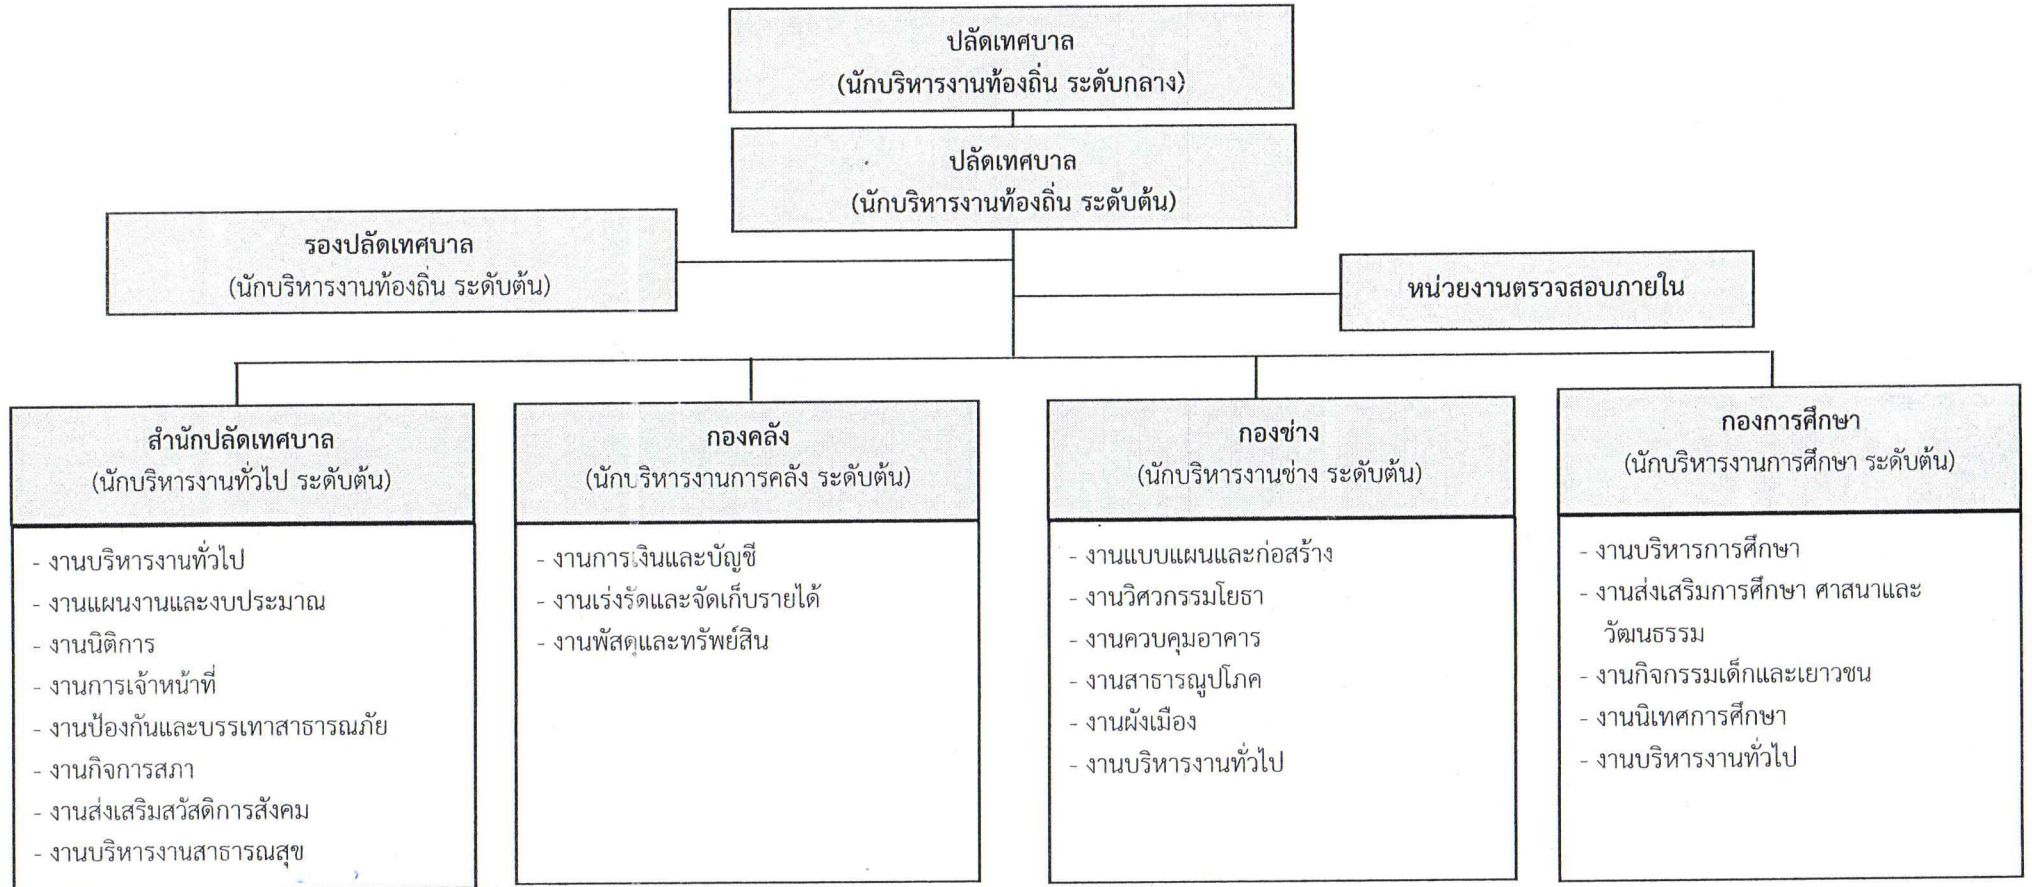 ปลัดเทศบาล
(นักบริหารงานท้องถิ่น ระดับกลาง)
ปลัดเทศบาล
(นักบริหารงานท้องถิ่น ระดับต้น)
รองปลัดเทศบาล
(นักบริหารงานท้องถิ่น ระดับต้น)
หน่วยงานตรวจสอบภายใน
สำนักปลัดเทศบาล
(นักบริหารงานทั่วไป ระดับต้น)
- งานบริหารงานทั่วไป
- งานแผนงานและงบประมาณ
- งานนิติการ
- งานการเจ้าหน้าที่
- งานป้องกันและบรรเทาสาธารณภัย
- งานกิจการสภา
- งานส่งเสริมสวัสดิการสังคม
- งานบริหารงานสาธารณสุข
กองคลัง
(นักบริหารงานการคลัง ระดับต้น)
- งานการเงินและบัญชี
- งานเร่งรัดและจัดเก็บรายได้
- งานพัสดุและทรัพย์สิน
กองช่าง
(นักบริหารงานช่าง ระดับต้น)
- งานแบบแผนและก่อสร้าง
- งานวิศวกรรมโยธา
- งานควบคุมอาคาร
- งานสาธารณูปโภค
- งานผังเมือง
- งานบริหารงานทั่วไป
กองการศึกษา
(นักบริหารงานการศึกษา ระดับต้น)
- งานบริหารการศึกษา
- งานส่งเสริมการศึกษา ศาสนาและ
วัฒนธรรม
- งานกิจกรรมเด็กและเยาวชน
- งานนิเทศการศึกษา
- งานบริหารงานทั่วไป